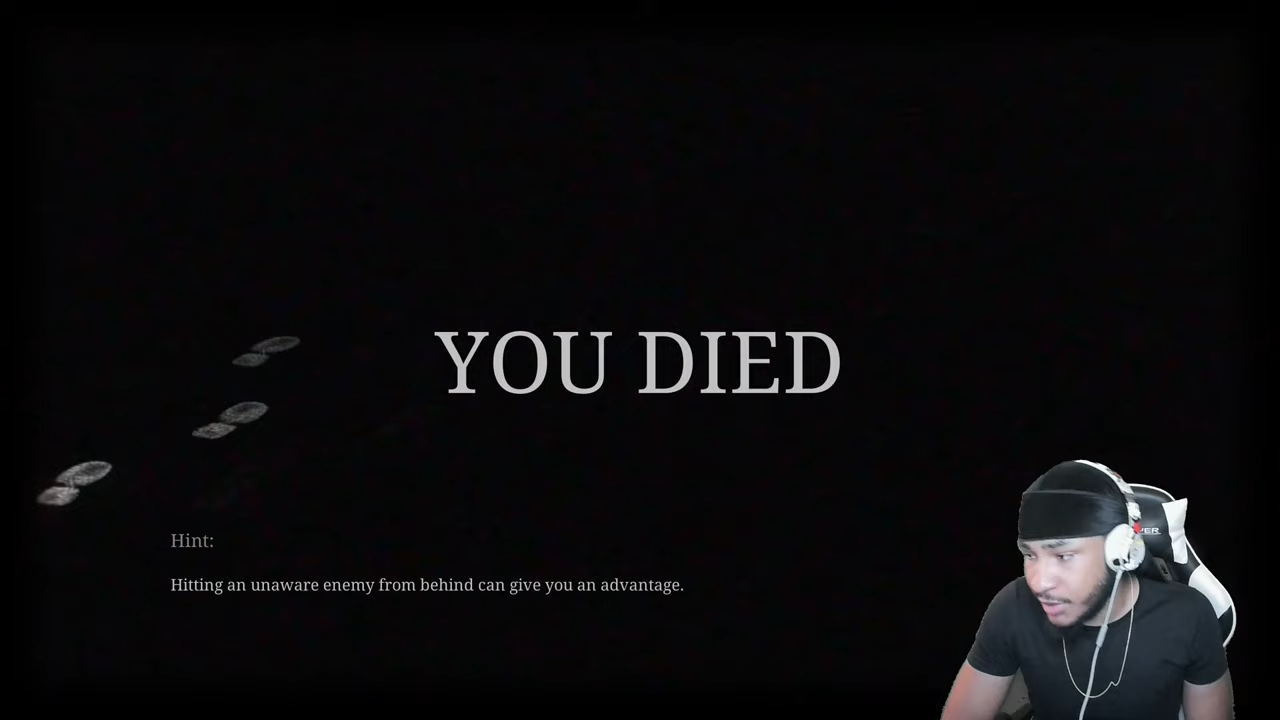 YOU DIED
Hint:
Hitting an unaware enemy from behind can give you an advantage.